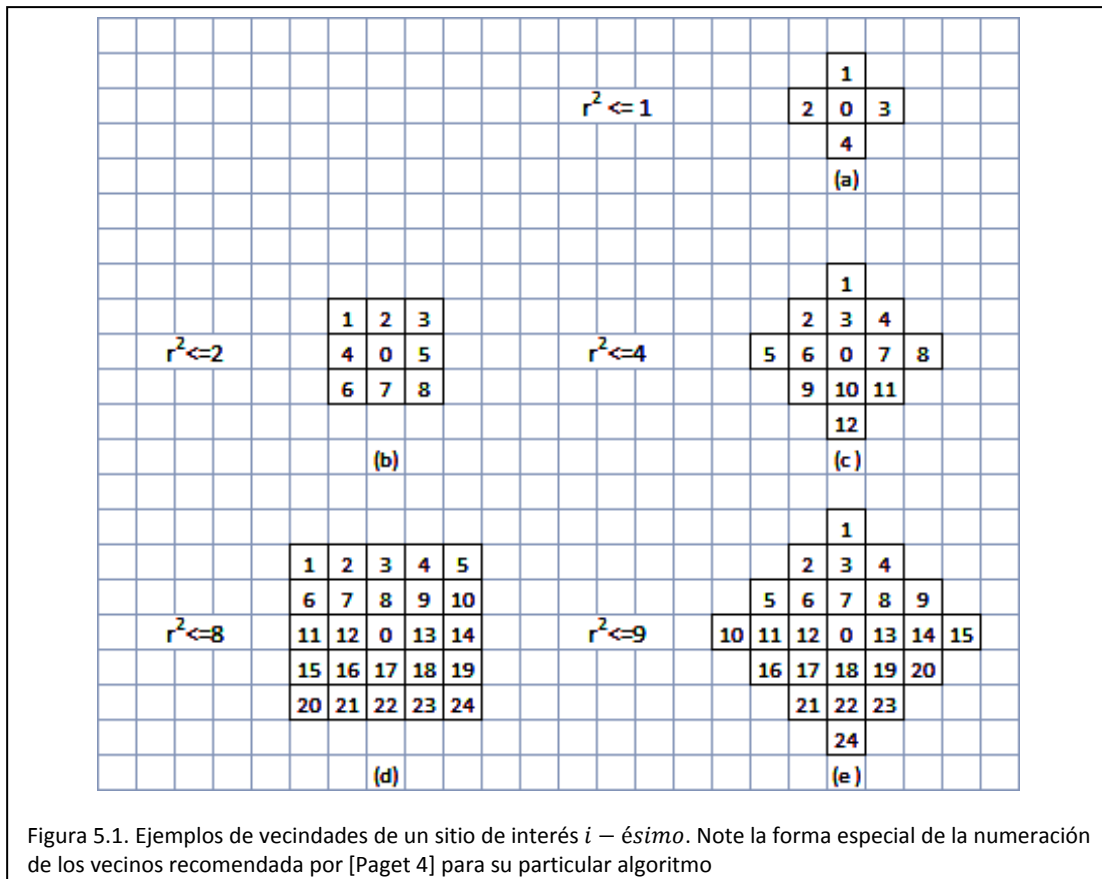 1
r² <= 1 2 0 3
4
(a)
1
1 2 3 2 3 4
r²<=2 4 0 5 r²<=4 5 6 0 7 8
6 7 8 9 10 11
12
(b) (c )
1
1 2 3 4 5 2 3 4
6 7 8 9 10 5 6 7 8 9
r²<=8 11 12 0 13 14 r²<=9 10 11 12 0 13 14 15
15 16 17 18 19 16 17 18 19 20
20 21 22 23 24 21 22 23
24
(d) (e )
Figura 5.1. Ejemplos de vecindades de un sitio de interés i − ésimo. Note la forma especial de la numeración
de los vecinos recomendada por [Paget 4] para su particular algoritmo